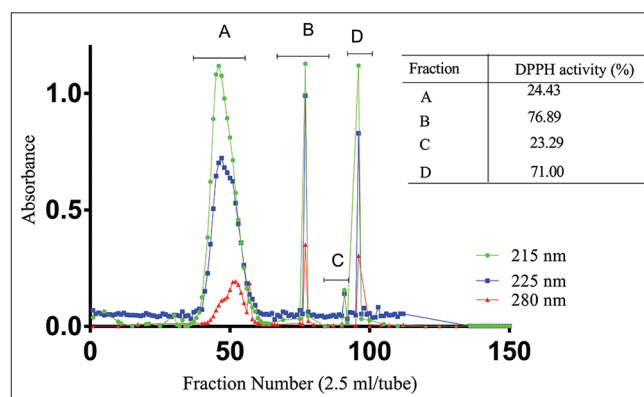 A
B
D
C
1.0
0.5
0.0
Absorbance
0
50
100
150
Fraction Number (2.5 ml/tube)
Fraction DPPH activity (%)
A 24.43
B 76.89
C 23.29
D 71.00
215 nm
225 nm
280 nm